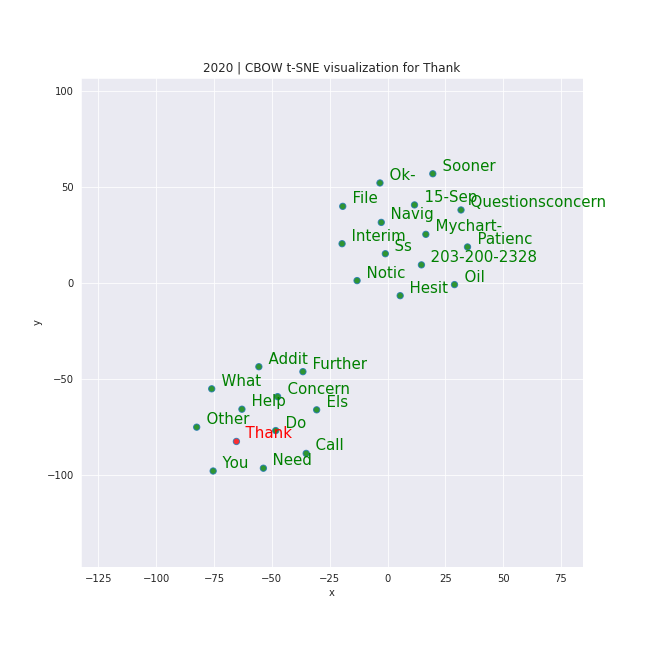 2020 | CBOW t-SNE visualization for Thank
100
Sooner
Ok-
50
File
15-Sep
Questionsconcern
Navig
Mychart-
Interim
Patienc
Ss
203-200-2328
Notic
Oil
0
Hesit
y
Addit
Further
What
−50
Concern
Help
Els
Other
Do
Thank
Call
You
Need
−100
−125
−100
−75
−50
−25
0
25
50
75
x